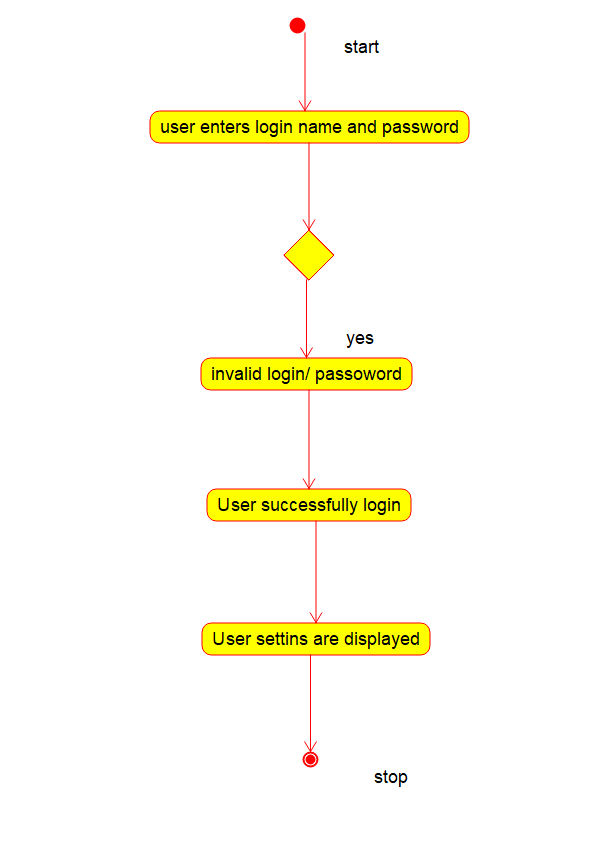 start
user enters login name and password
yes
invalid login/ passoword
User successfully login
User settins are displayed
stop